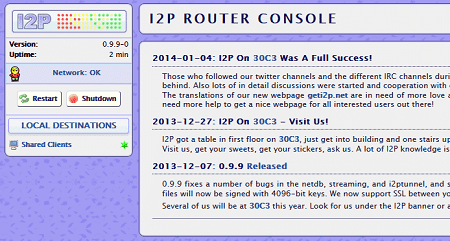 I2P
Version: 0.9.9-0
Uptime: 2 min
Network: OK
Restart Shutdown
LOCAL DESTINATIONS
Shared Clients
I2P ROUTER CONSOLE
2014-01-04: I2P On 30C3 Was A Full Success!
Those who followed our twitter channels and the different IRC channels duri
behind. Also lots of in detail discussions were started and cooperation with
The translations of our new webpage geti2p.net are in need of more love a
need more help to get a nice webpage for all interested users out there!
2013-12-27: I2P On 30C3 – Visit Us!
I2P got a table in first floor on 30C3, just get into building and one stairs up
Visit us, get your sweets, get your stickers, ask us. A lot of I2P knowledge is
2013-12-07: 0.9.9 Released
0.9.9 fixes a number of bugs in the netdb, streaming, and i2ptunnel, and s
files will now be signed with 4096-bit keys. We now support SSL between yo
Several of us will be at 30C3 this year. Look for us under the I2P banner or a